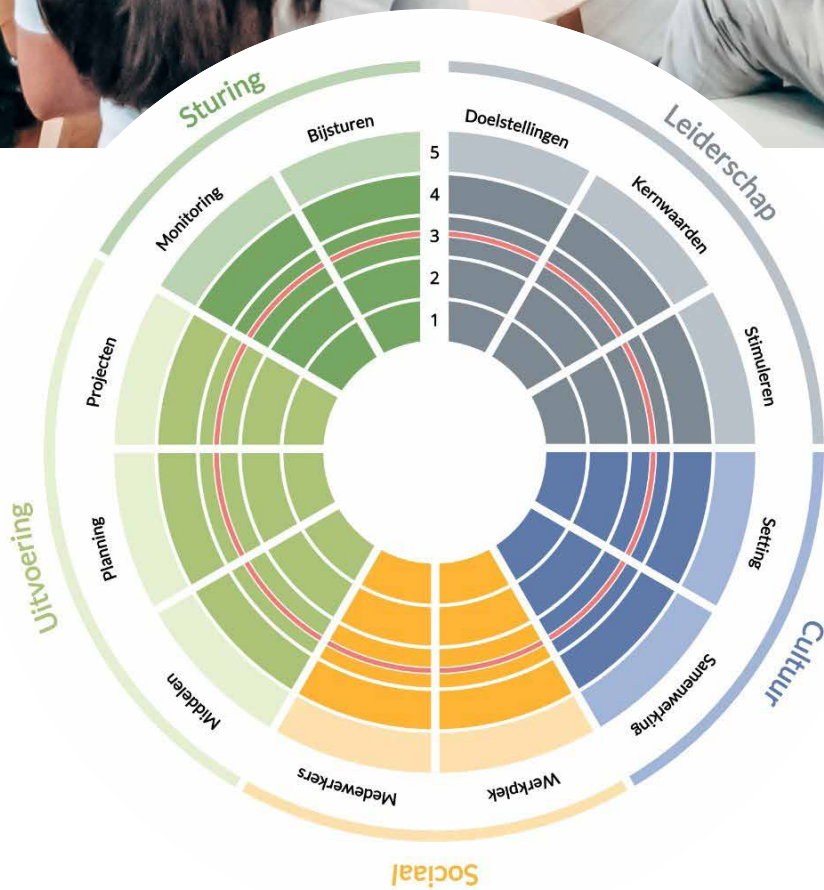 Sturing
Leiderschap
Bijsturen
Doelstellingen
Monitoring
Kernwaarden
5
4
3
2
1
Projecten
Stimuleren
Uitvoering
Planning
Setting
Cultuur
Middelen
Samenwerking
Medewerkers
Werkplek
Sociaal